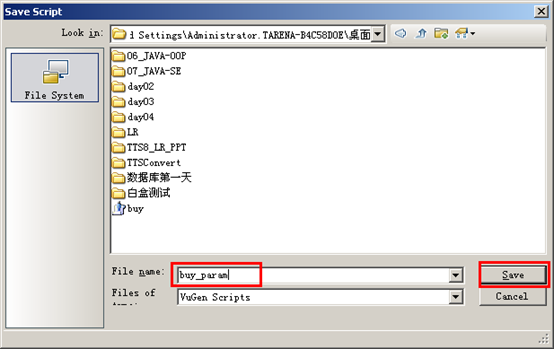 Save Script
Look in:
d Settings\Administrator.TARENA-B4C58D0E\桌面
File System
06_JAVA-OOP
07_JAVA-SE
day02
day03
day04
LR
TTS8_LR_PPT
TTSConvert
数据库第一天
白盒测试
buy
File name:
buy_param
Save
Files of
VuGen Scripts
Cancel